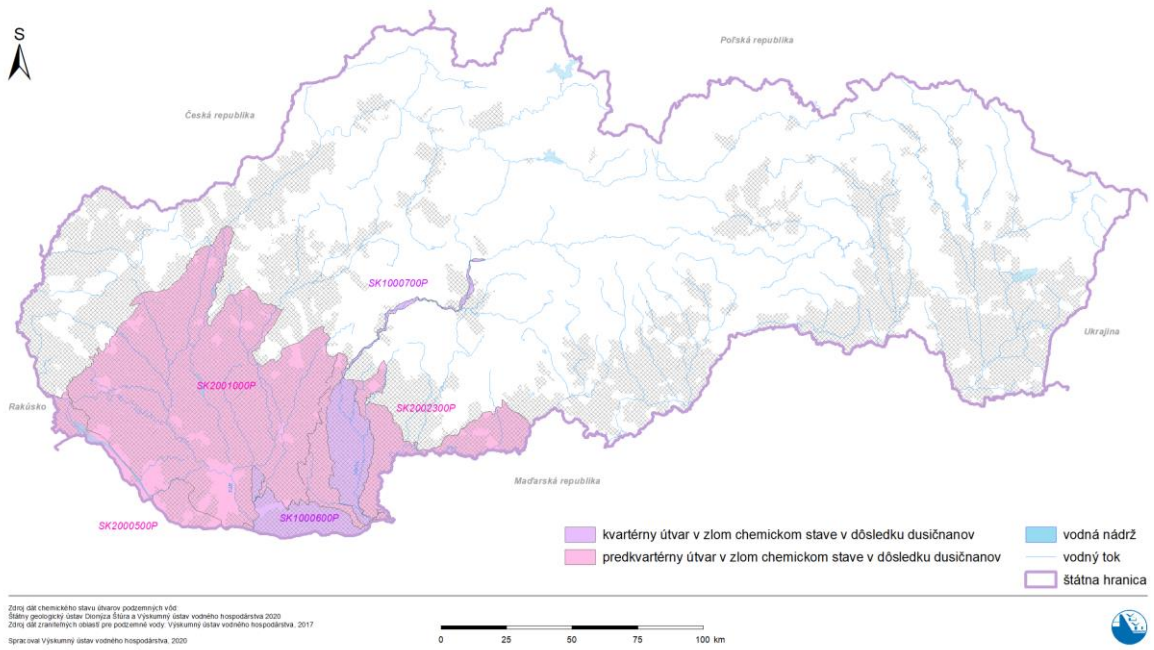 S
Poľská republika
Česká republika
SK1000700P
Ukrajina
SK2001000P
SK2002300P
Rakúsko
Maďarská republika
SK1000600P
SK2000500P
kvartérny útvar v zlom chemickom stave v dôsledku dusičnanov
predkvartérny útvar v zlom chemickom stave v dôsledku dusičnanov
vodná nádrž
vodný tok
štátna hranica
Zdroj dát chemického stavu útvarov podzemných vôd:
Štátny geologický ústav Dionýza Štúra a Výskumný ústav vodného hospodárstva 2020
Zdroj dát zraniteľných oblastí pre podzemné vody: Výskumný ústav vodného hospodárstva, 2017
Spracoval Výskumný ústav vodného hospodárstva, 2020
0 25 50 75 100 km